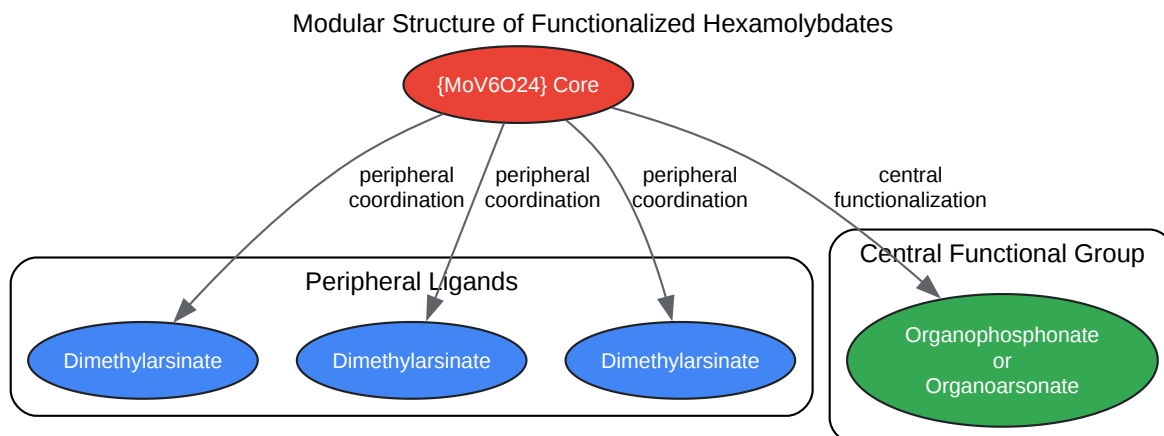 Modular Structure of Functionalized Hexamolybdates
{MoV6O24} Core
peripheral
coordination
peripheral
coordination
peripheral
coordination
central
functionalization
Peripheral Ligands
Central Functional Group
Dimethylarsinate
Dimethylarsinate
Dimethylarsinate
Organophosphonate
or
Organoarsonate